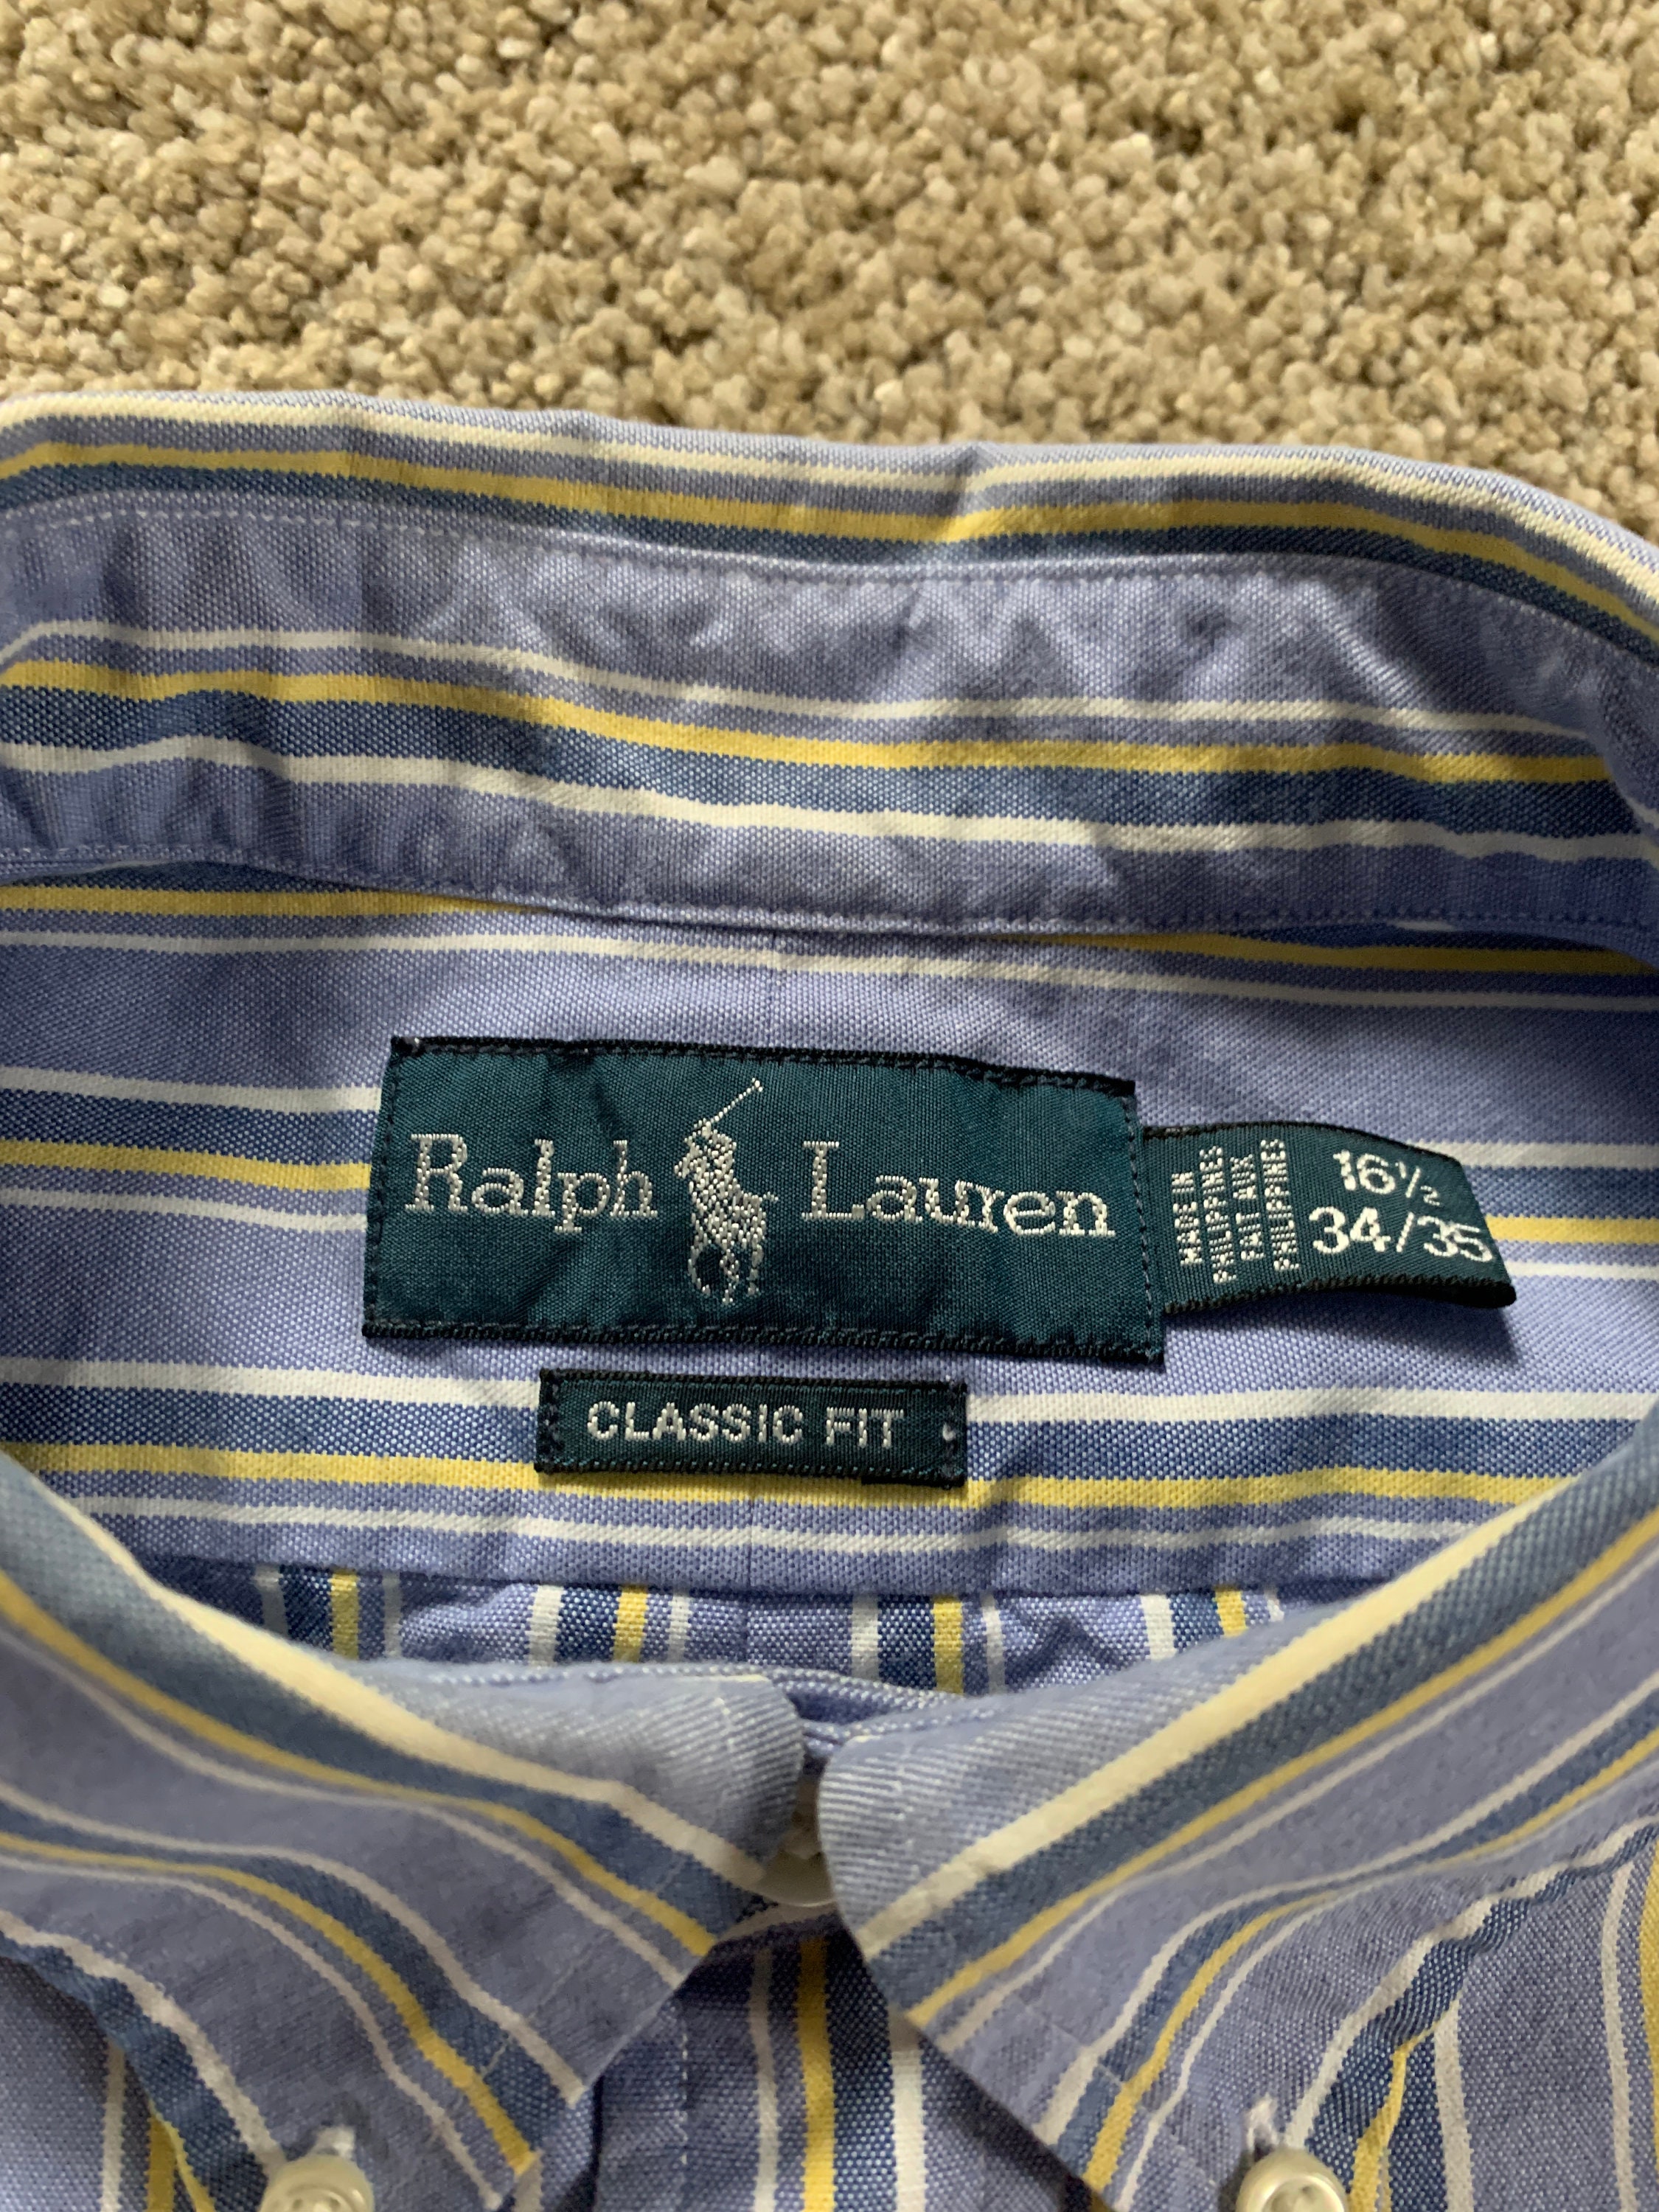 Ralph Lauren
MADE IN
PHILIPPINES
FAIT AUX
PHILIPPINES
16½
34/35
CLASSIC FIT